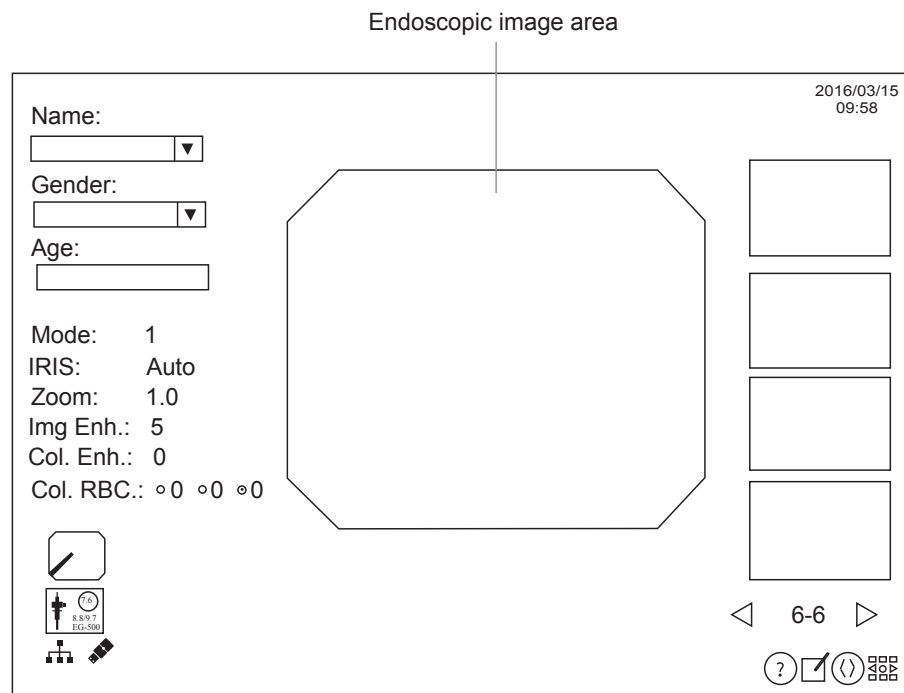 Endoscopic image area
2016/03/15
09:58
Name:
Gender:
Age:
Mode: 1
IRIS: Auto
Zoom: 1.0
Img Enh.: 5
Col. Enh.: 0
Col. RBC.: 0 0 0
7.6
8.8/9.7
EG-500
6-6
?